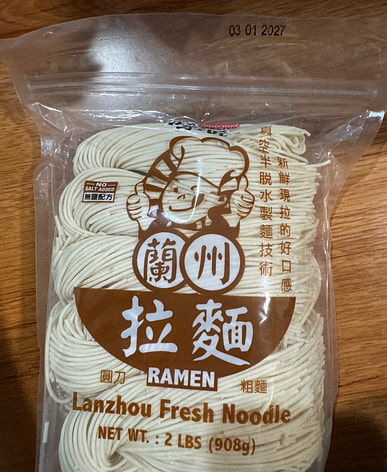 03 01 2027
新鮮現拉的好口感
真空半脫水製麵技術
NO
SALT ADDED
無鹽配方
蘭州
拉麵
圓刀
RAMEN
粗麵
Lanzhou Fresh Noodle
NET WT. : 2 LBS (908g)